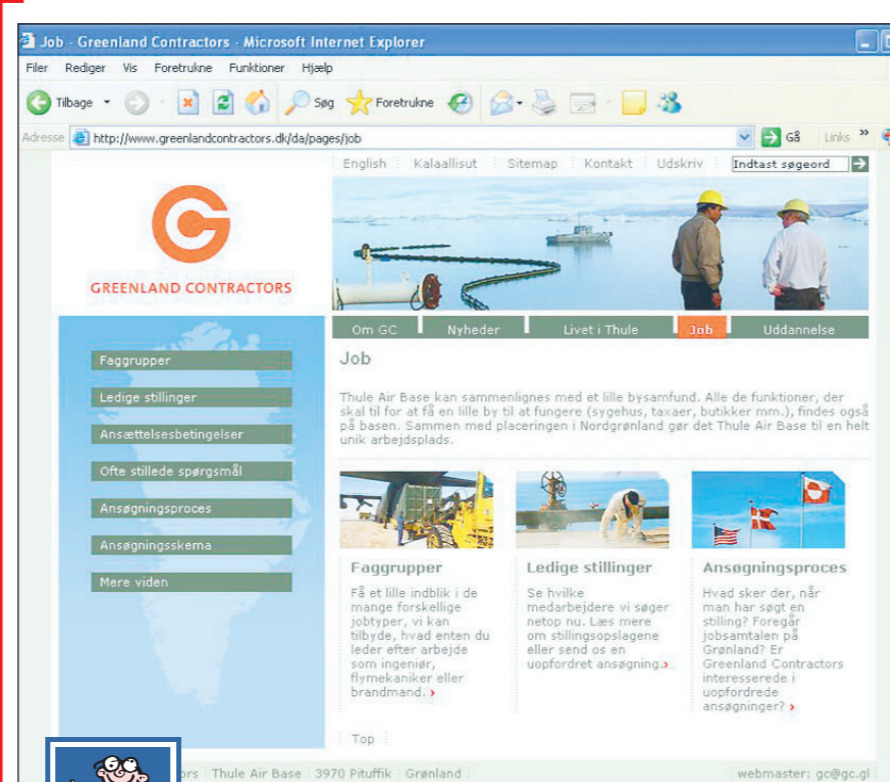 Job - Greenland Contractors - Microsoft Internet Explorer
Filer Rediger Vis Foretrukne Funktioner Hjælp
Tilbage Søg Foretrukne
Adresse http://www.greenlandcontractors.dk/da/pages/job Gå Links »
English Kalaallisut Sitemap Kontakt Udskriv Indtast søgeord
GREENLAND CONTRACTORS
Om GC Nyheder Livet i Thule Job Uddannelse
Faggrupper
Ledige stillinger
Ansættelsesbetingelser
Ofte stillede spørgsmål
Ansøgningsproces
Ansøgningsskema
Mere viden
Job
Thule Air Base kan sammenlignes med et lille bysamfund. Alle de funktioner, der
skal til for at få en lille by til at fungere (sygehus, taxaer, butikker mm.), findes også
på basen. Sammen med placeringen i Nordgrønland gør det Thule Air Base til en helt
unik arbejdsplads.
Faggrupper
Få et lille indblik i de
mange forskellige
jobtyper, vi kan
tilbyde, hvad enten du
leder efter arbejde
som ingeniør,
flymekaniker eller
brandmand. ›
Ledige stillinger
Se hvilke
medarbejdere vi søger
netop nu. Læs mere
om stillingsopslagene
eller send os en
uopfordret ansøgning.›
Ansøgningsproces
Hvad sker der, når
man har søgt en
stilling? Foregår
jobsamtalen på
Grønland? Er
Greenland Contractors
interesserede i
uopfordrede
ansøgninger? ›
Top
ors Thule Air Base 3970 Pituffik Grønland webmaster: gc@gc.gl